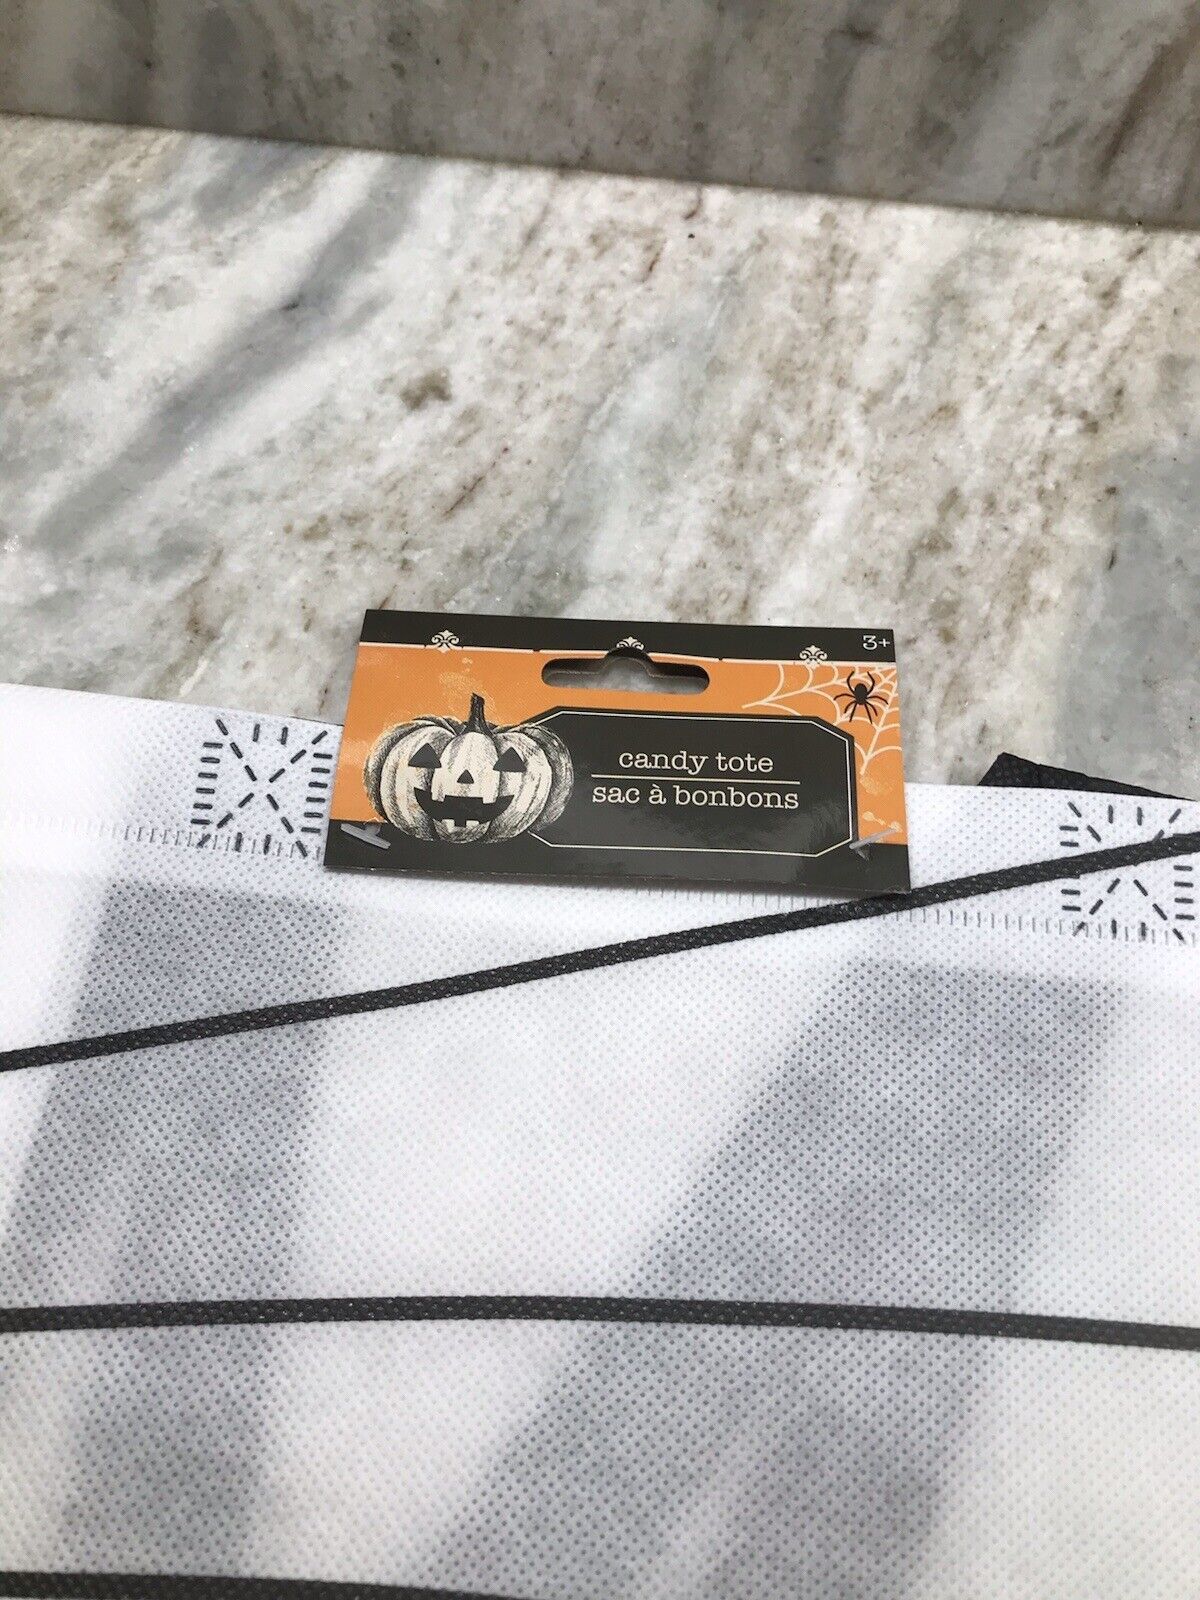 3+
candy tote
sac à bonbons